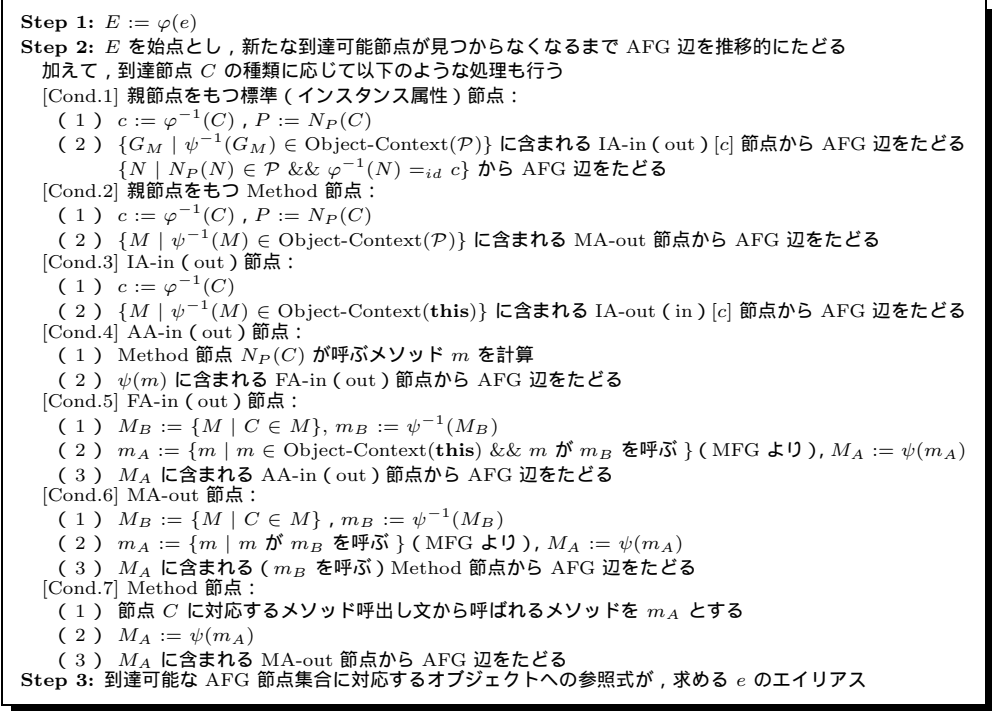 Step 1: E := φ(e)
Step 2: E を始点とし，新たな到達可能節点が見つからなくなるまで AFG 辺を推移的にたどる
加えて，到達節点 C の種類に応じて以下のような処理も行う
[Cond.1] 親節点をもつ標準（インスタンス属性）節点：
（1） c := φ⁻¹(C)，P := N_P(C)
（2） {G_M | ψ⁻¹(G_M) ∈ Object-Context(𝒫)} に含まれる IA-in（out）[c] 節点から AFG 辺をたどる
{N | N_P(N) ∈ 𝒫 && φ⁻¹(N) =_id c} から AFG 辺をたどる
[Cond.2] 親節点をもつ Method 節点：
（1） c := φ⁻¹(C)，P := N_P(C)
（2） {M | ψ⁻¹(M) ∈ Object-Context(𝒫)} に含まれる MA-out 節点から AFG 辺をたどる
[Cond.3] IA-in（out）節点：
（1） c := φ⁻¹(C)
（2） {M | ψ⁻¹(M) ∈ Object-Context(this)} に含まれる IA-out（in）[c] 節点から AFG 辺をたどる
[Cond.4] AA-in（out）節点：
（1） Method 節点 N_P(C) が呼ぶメソッド m を計算
（2） ψ(m) に含まれる FA-in（out）節点から AFG 辺をたどる
[Cond.5] FA-in（out）節点：
（1） M_B := {M | C ∈ M}, m_B := ψ⁻¹(M_B)
（2） m_A := {m | m ∈ Object-Context(this) && m が m_B を呼ぶ }（MFG より）, M_A := ψ(m_A)
（3） M_A に含まれる AA-in（out）節点から AFG 辺をたどる
[Cond.6] MA-out 節点：
（1） M_B := {M | C ∈ M}，m_B := ψ⁻¹(M_B)
（2） m_A := {m | m が m_B を呼ぶ }（MFG より）, M_A := ψ(m_A)
（3） M_A に含まれる（m_B を呼ぶ）Method 節点から AFG 辺をたどる
[Cond.7] Method 節点：
（1） 節点 C に対応するメソッド呼出し文から呼ばれるメソッドを m_A とする
（2） M_A := ψ(m_A)
（3） M_A に含まれる MA-out 節点から AFG 辺をたどる
Step 3: 到達可能な AFG 節点集合に対応するオブジェクトへの参照式が，求める e のエイリアス